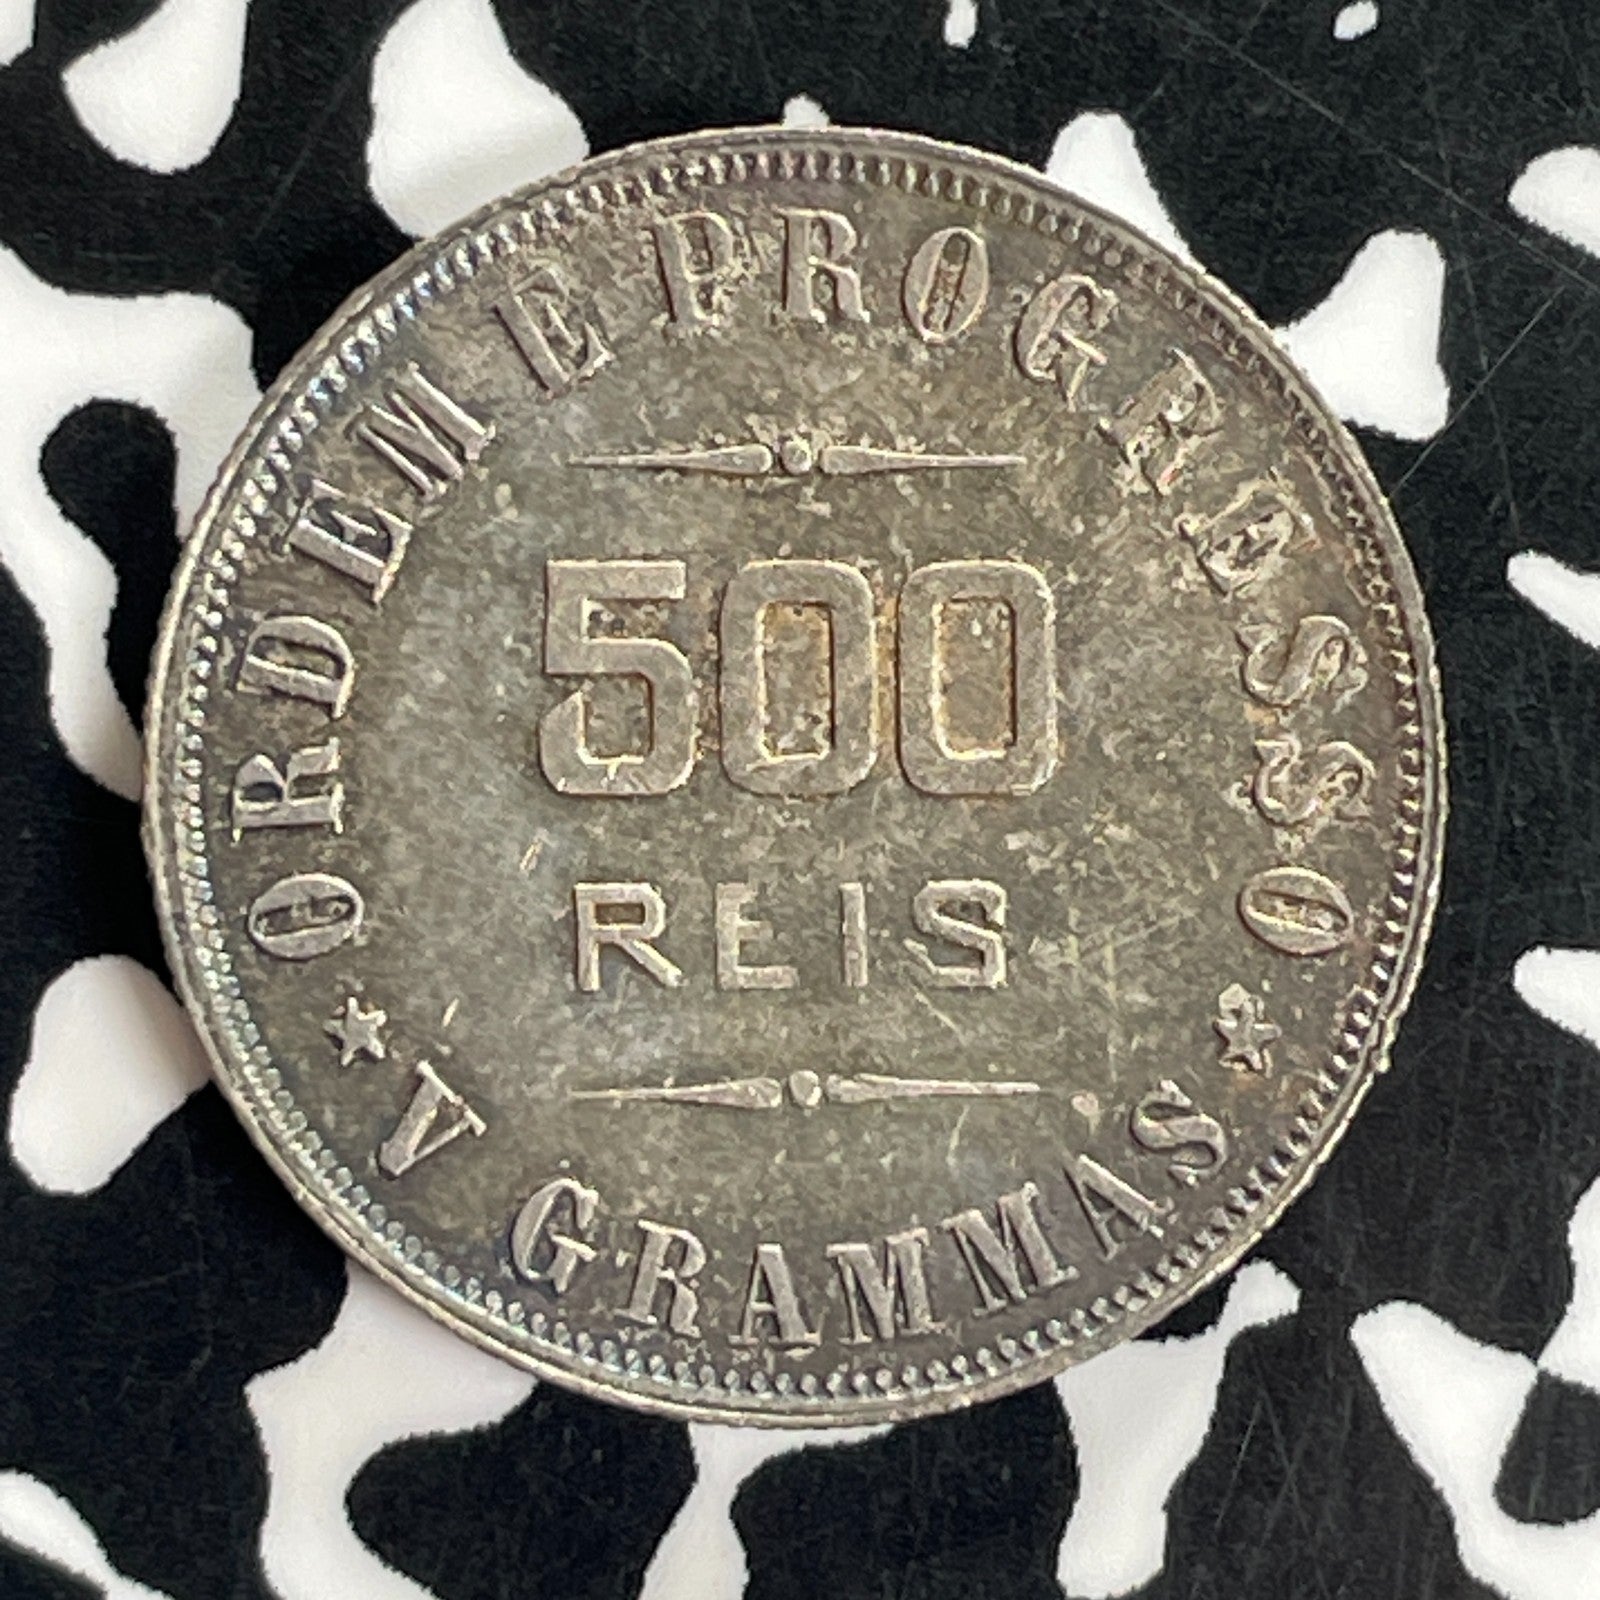 ORDEM E PROGRESSO
500
REIS
V GRAMMAS